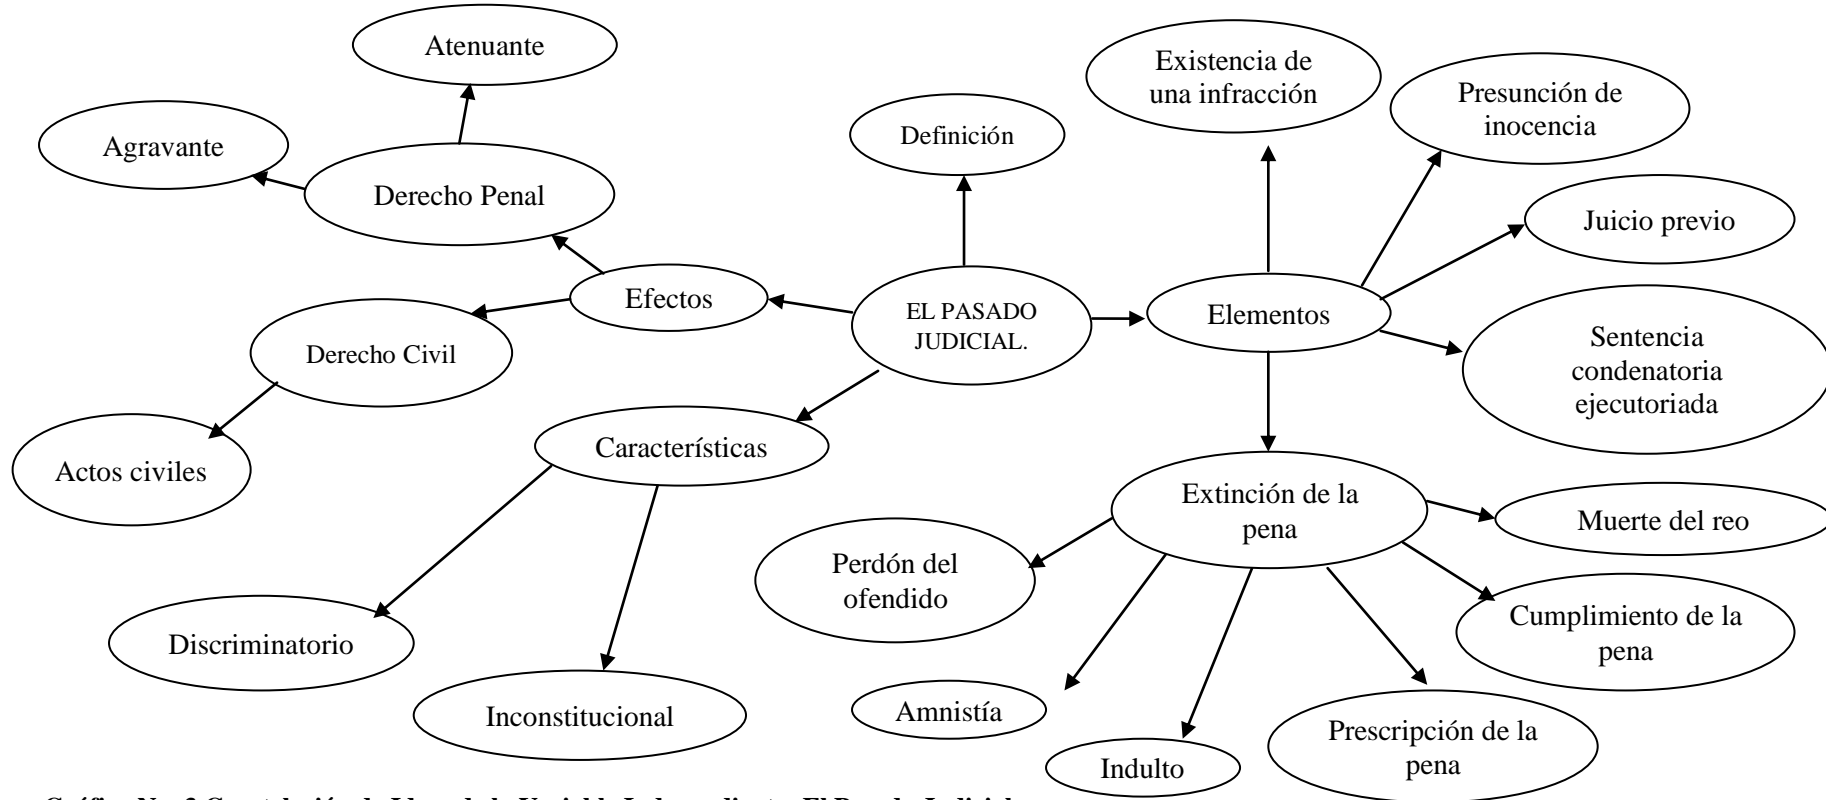 Atenuante
Existencia de
una infracción
Presunción de
inocencia
Definición
Agravante
Derecho Penal
Juicio previo
Efectos
EL PASADO
JUDICIAL.
Elementos
Derecho Civil
Sentencia
condenatoria
ejecutoriada
Características
Actos civiles
Extinción de la
pena
Muerte del reo
Perdón del
ofendido
Cumplimiento de la
pena
Discriminatorio
Inconstitucional
Amnistía
Prescripción de la
pena
Indulto